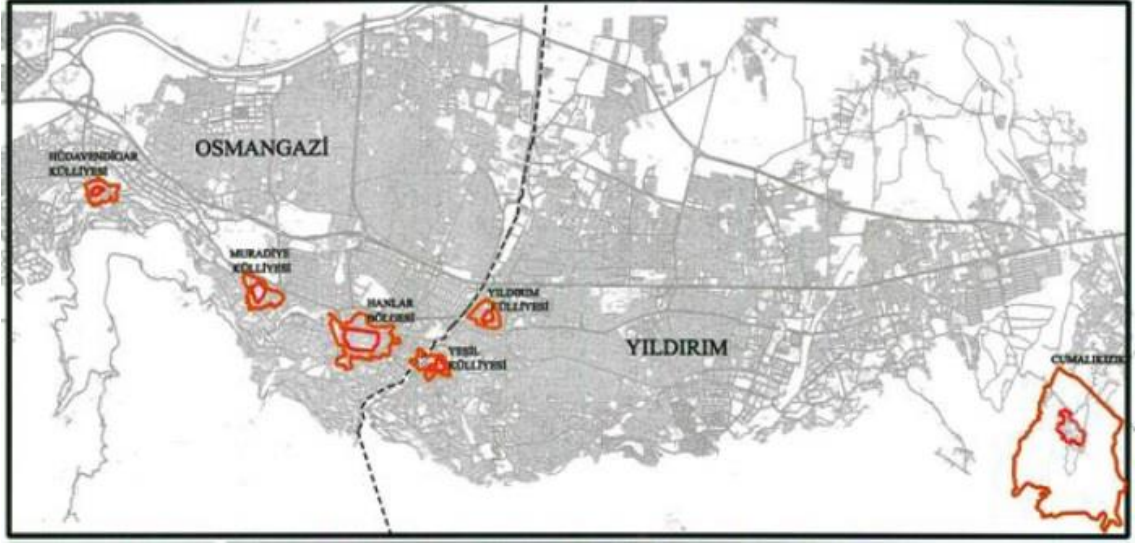 OSMANGAZİ
HÜDAVENDİGAR
KÜLLİYESİ
MURADİYE
KÜLLİYESİ
HANLAR
BÖLGESİ
YILDIRIM
KÜLLİYESİ
YEŞİL
KÜLLİYESİ
YILDIRIM
CUMALIKIZIK